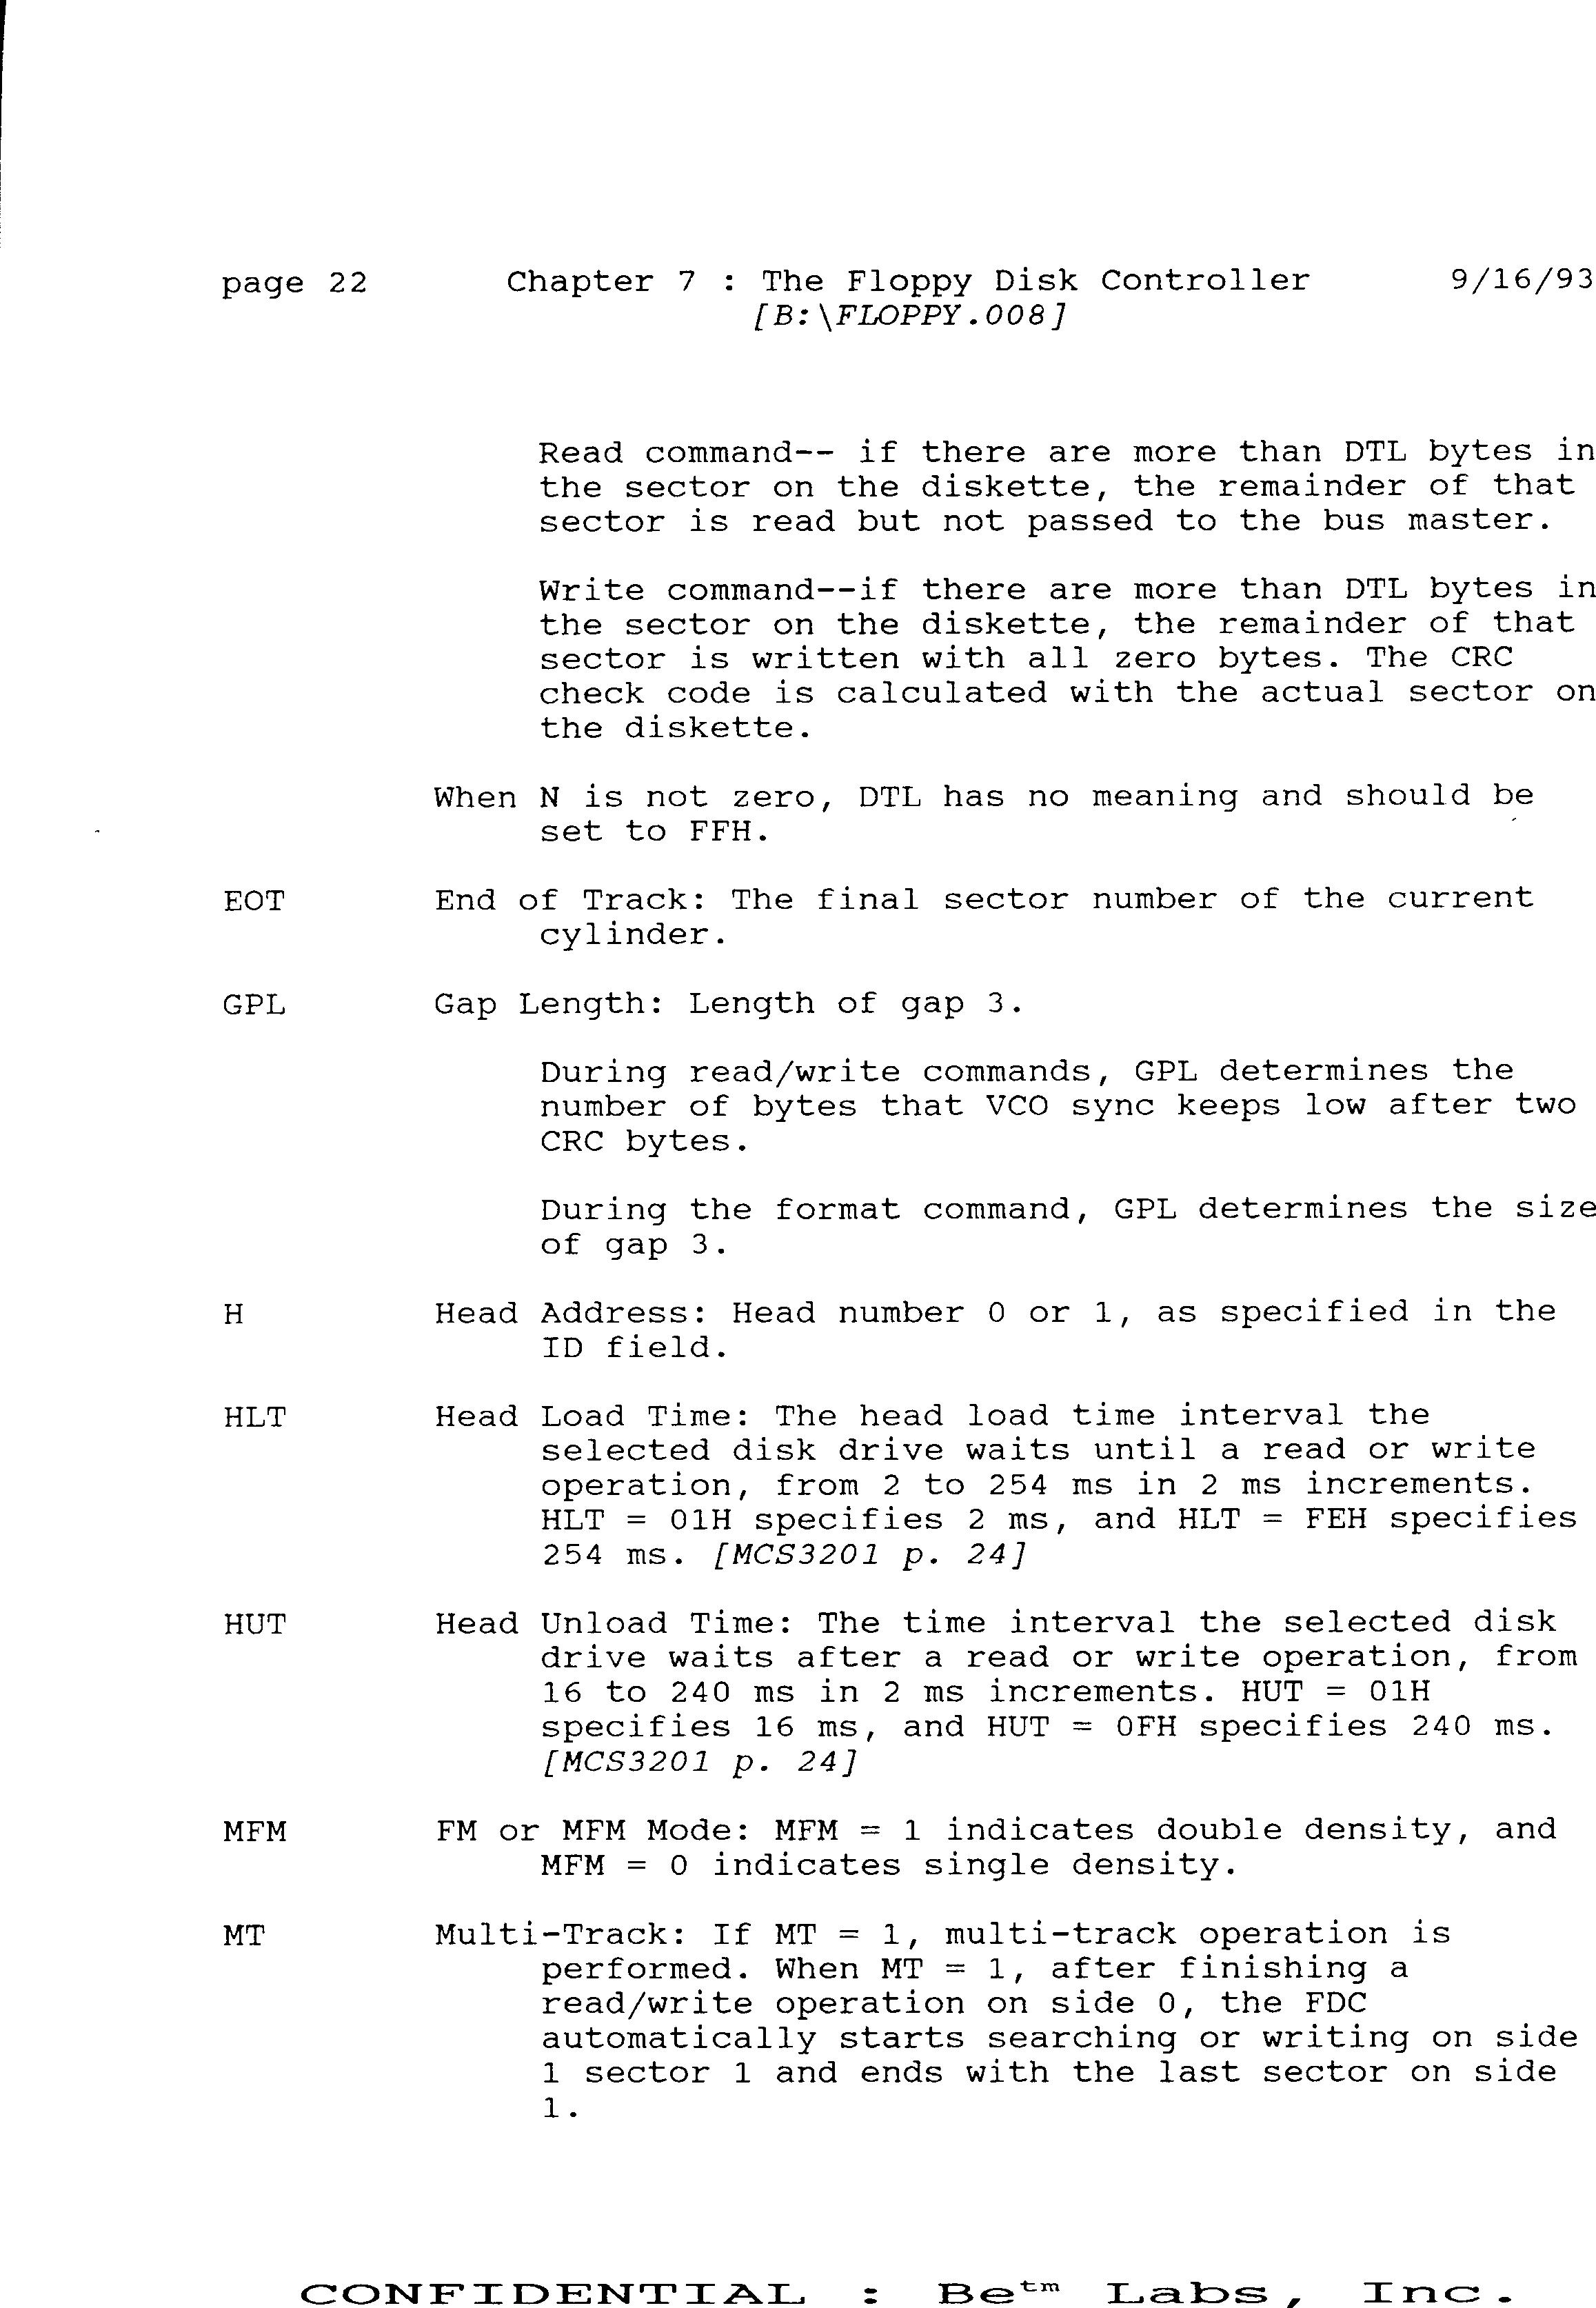 page 22 Chapter 7 : The Floppy Disk Controller 9/16/93
[B:\FLOPPY.008]
Read command-- if there are more than DTL bytes in
the sector on the diskette, the remainder of that
sector is read but not passed to the bus master.
Write command--if there are more than DTL bytes in
the sector on the diskette, the remainder of that
sector is written with all zero bytes. The CRC
check code is calculated with the actual sector on
the diskette.
When N is not zero, DTL has no meaning and should be
set to FFH.
EOT End of Track: The final sector number of the current
cylinder.
GPL Gap Length: Length of gap 3.
During read/write commands, GPL determines the
number of bytes that VCO sync keeps low after two
CRC bytes.
During the format command, GPL determines the size
of gap 3.
H Head Address: Head number 0 or 1, as specified in the
ID field.
HLT Head Load Time: The head load time interval the
selected disk drive waits until a read or write
operation, from 2 to 254 ms in 2 ms increments.
HLT = 01H specifies 2 ms, and HLT = FEH specifies
254 ms. [MCS3201 p. 24]
HUT Head Unload Time: The time interval the selected disk
drive waits after a read or write operation, from
16 to 240 ms in 2 ms increments. HUT = 01H
specifies 16 ms, and HUT = 0FH specifies 240 ms.
[MCS3201 p. 24]
MFM FM or MFM Mode: MFM = 1 indicates double density, and
MFM = 0 indicates single density.
MT Multi-Track: If MT = 1, multi-track operation is
performed. When MT = 1, after finishing a
read/write operation on side 0, the FDC
automatically starts searching or writing on side
1 sector 1 and ends with the last sector on side
1.
CONFIDENTIAL : Be™ Labs, Inc.